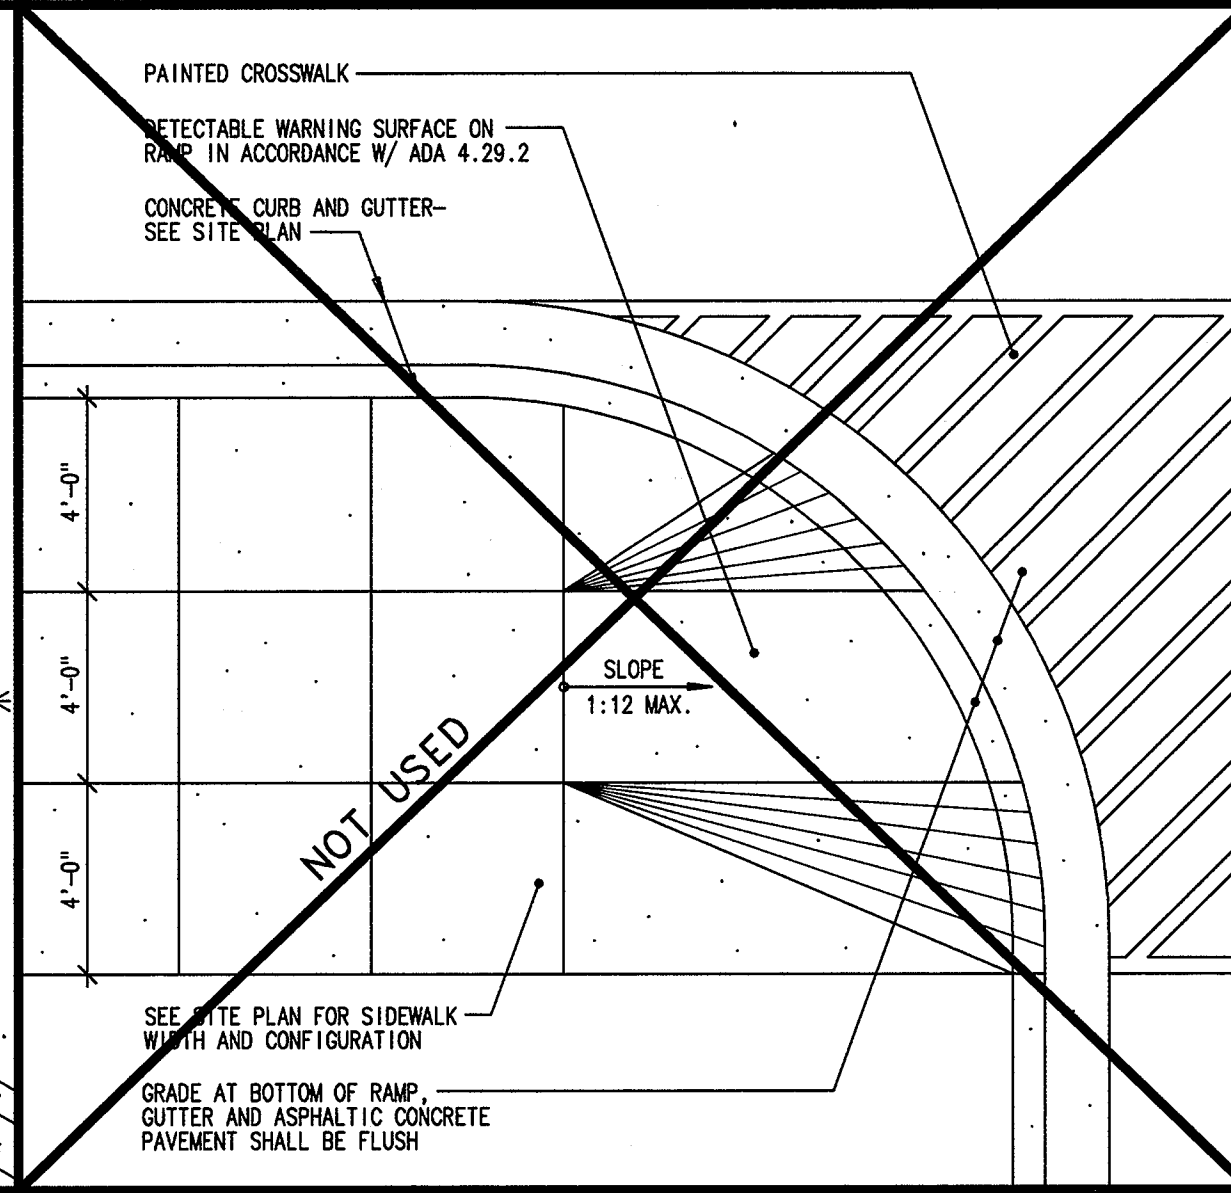 PAINTED CROSSWALK
DETECTABLE WARNING SURFACE ON
RAMP IN ACCORDANCE W/ ADA 4.29.2
CONCRETE CURB AND GUTTER-
SEE SITE PLAN
4'-0"
4'-0"
4'-0"
SLOPE
1:12 MAX.
NOT USED
SEE SITE PLAN FOR SIDEWALK
WIDTH AND CONFIGURATION
GRADE AT BOTTOM OF RAMP,
GUTTER AND ASPHALTIC CONCRETE
PAVEMENT SHALL BE FLUSH